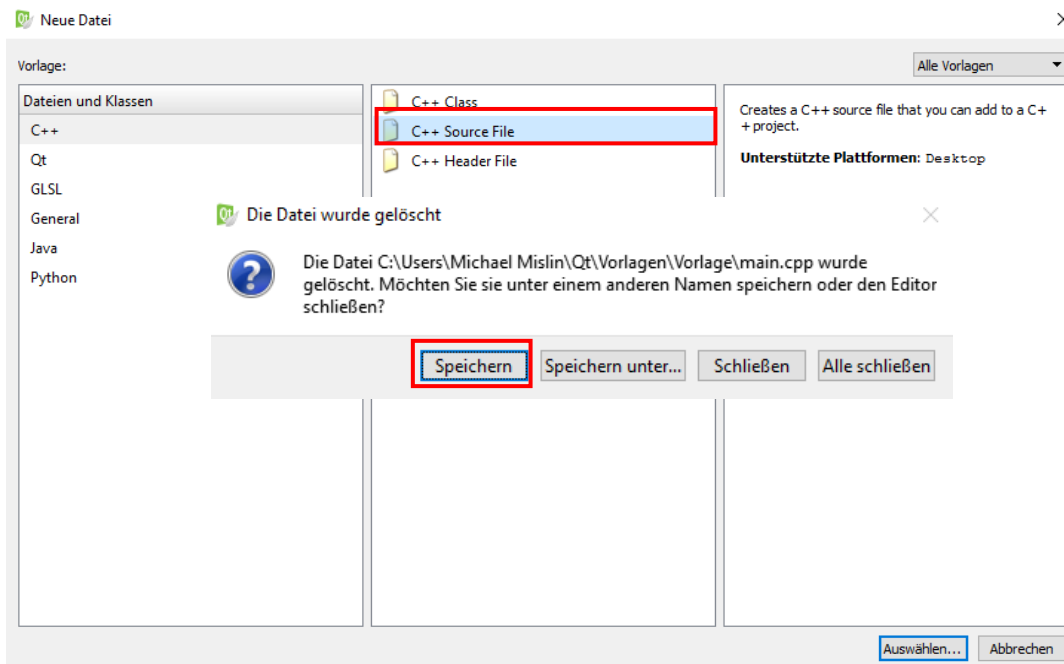 Neue Datei
Vorlage:
Alle Vorlagen
Dateien und Klassen
C++
Qt
GLSL
General
Java
Python
C++ Class
C++ Source File
C++ Header File
Creates a C++ source file that you can add to a C+
+ project.
Unterstützte Plattformen: Desktop
Die Datei wurde gelöscht
Die Datei C:\Users\Michael Mislin\Qt\Vorlagen\Vorlage\main.cpp wurde
gelöscht. Möchten Sie sie unter einem anderen Namen speichern oder den Editor
schließen?
Speichern
Speichern unter...
Schließen
Alle schließen
Auswählen...
Abbrechen